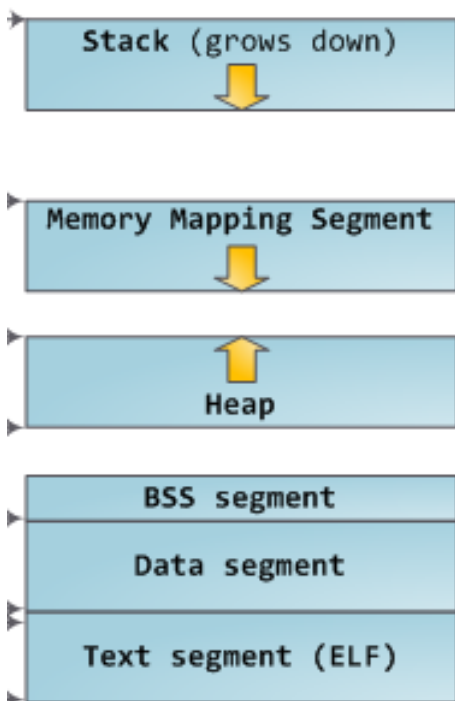 Stack (grows down)
Memory Mapping Segment
Heap
BSS segment
Data segment
Text segment (ELF)